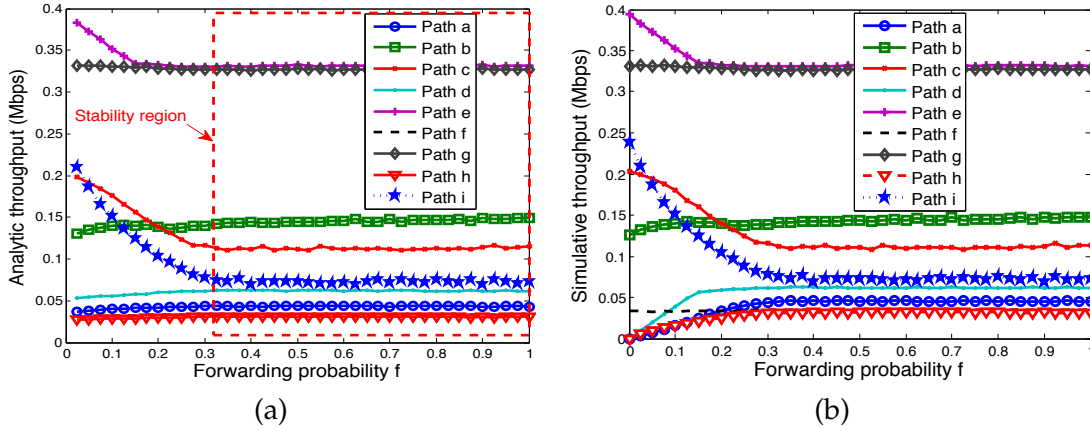 Analytic throughput (Mbps)
0.4
0.35
0.3
0.25
0.2
0.15
0.1
0.05
0
0
0.1
0.2
0.3
0.4
0.5
0.6
0.7
0.8
0.9
1
Forwarding probability f
Stability region
Path a
Path b
Path c
Path d
Path e
Path f
Path g
Path h
Path i
(a)
Simulative throughput (Mbps)
0.4
0.35
0.3
0.25
0.2
0.15
0.1
0.05
0
0
0.1
0.2
0.3
0.4
0.5
0.6
0.7
0.8
0.9
Forwarding probability f
Path a
Path b
Path c
Path d
Path e
Path f
Path g
Path h
Path i
(b)